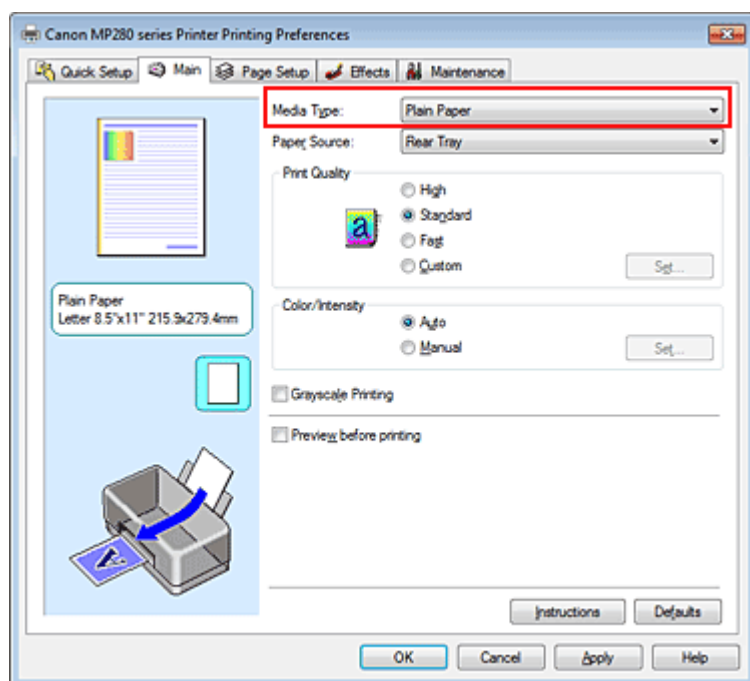 Canon MP280 series Printer Printing Preferences
Quick Setup Main Page Setup Effects Maintenance
Media Type: Plain Paper
Paper Source: Rear Tray
Print Quality
High
a Standard
Fast
Custom Set...
Plain Paper
Letter 8.5"x11" 215.9x279.4mm
Color/Intensity
Auto
Manual Set...
Grayscale Printing
Preview before printing
A
Instructions Defaults
OK Cancel Apply Help